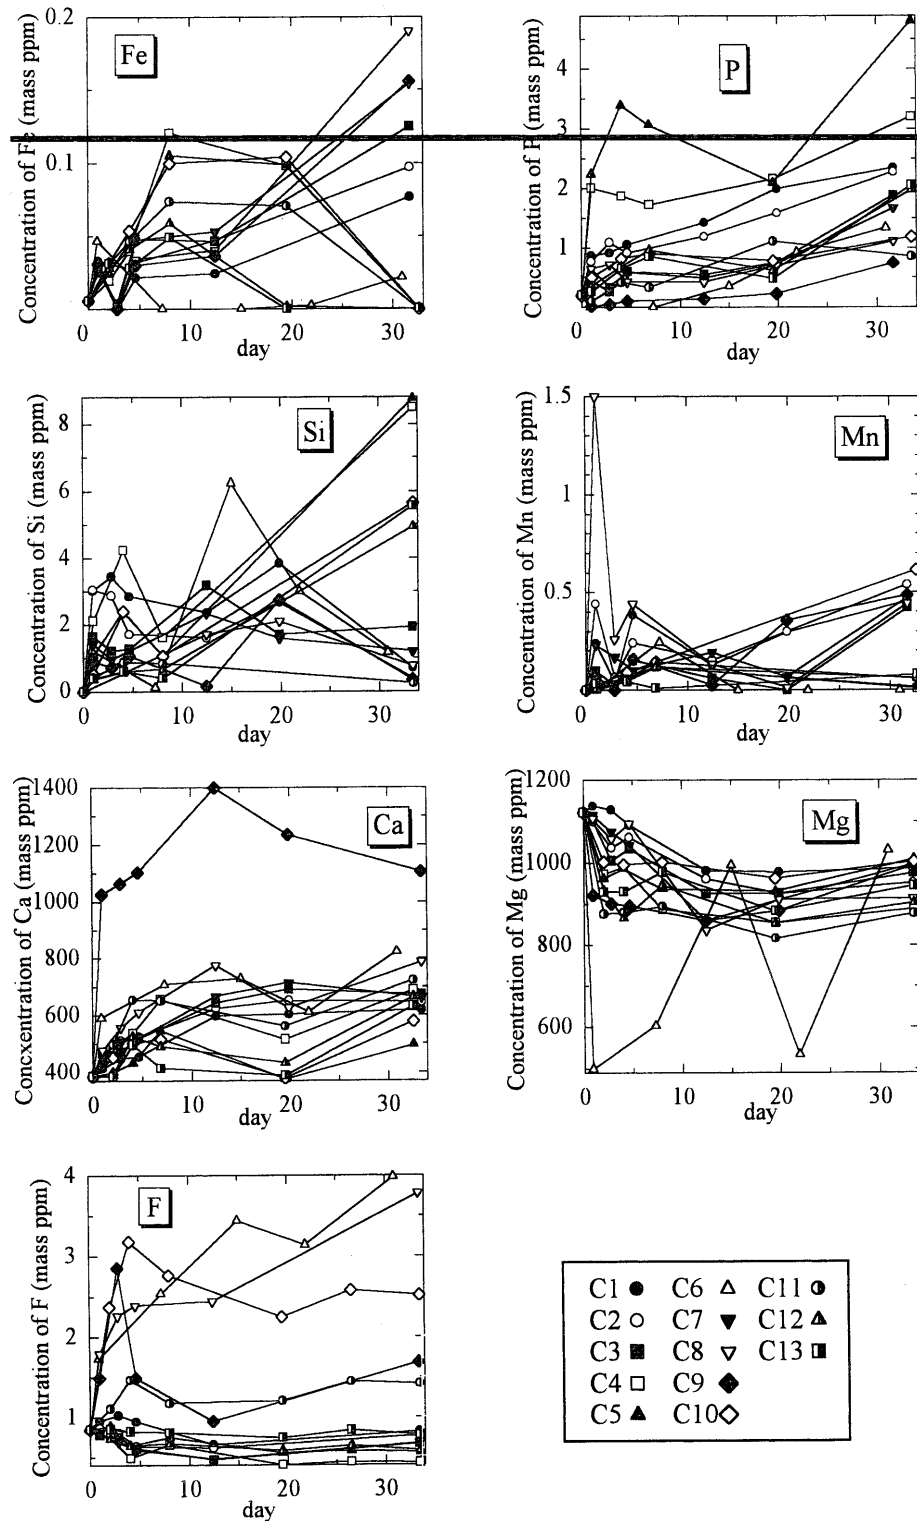 Fe
Concentration of Fe (mass ppm)
0.2
0.1
0 10 20 30
day
P
Concentration of P (mass ppm)
4
3
2
1
0
0 10 20 30
day
Si
Concentration of Si (mass ppm)
8
6
4
2
0
0 10 20 30
day
Mn
Concentration of Mn (mass ppm)
1.5
1
0.5
0 10 20 30
day
Ca
Concxentration of Ca (mass ppm)
1400
1200
1000
800
600
400
0 10 20 30
day
Mg
Concentration of Mg (mass ppm)
1200
1000
800
600
0 10 20 30
day
F
Concentration of F (mass ppm)
4
3
2
1
0 10 20 30
day
C1 C6 C11
C2 C7 C12
C3 C8 C13
C4 C9
C5 C10